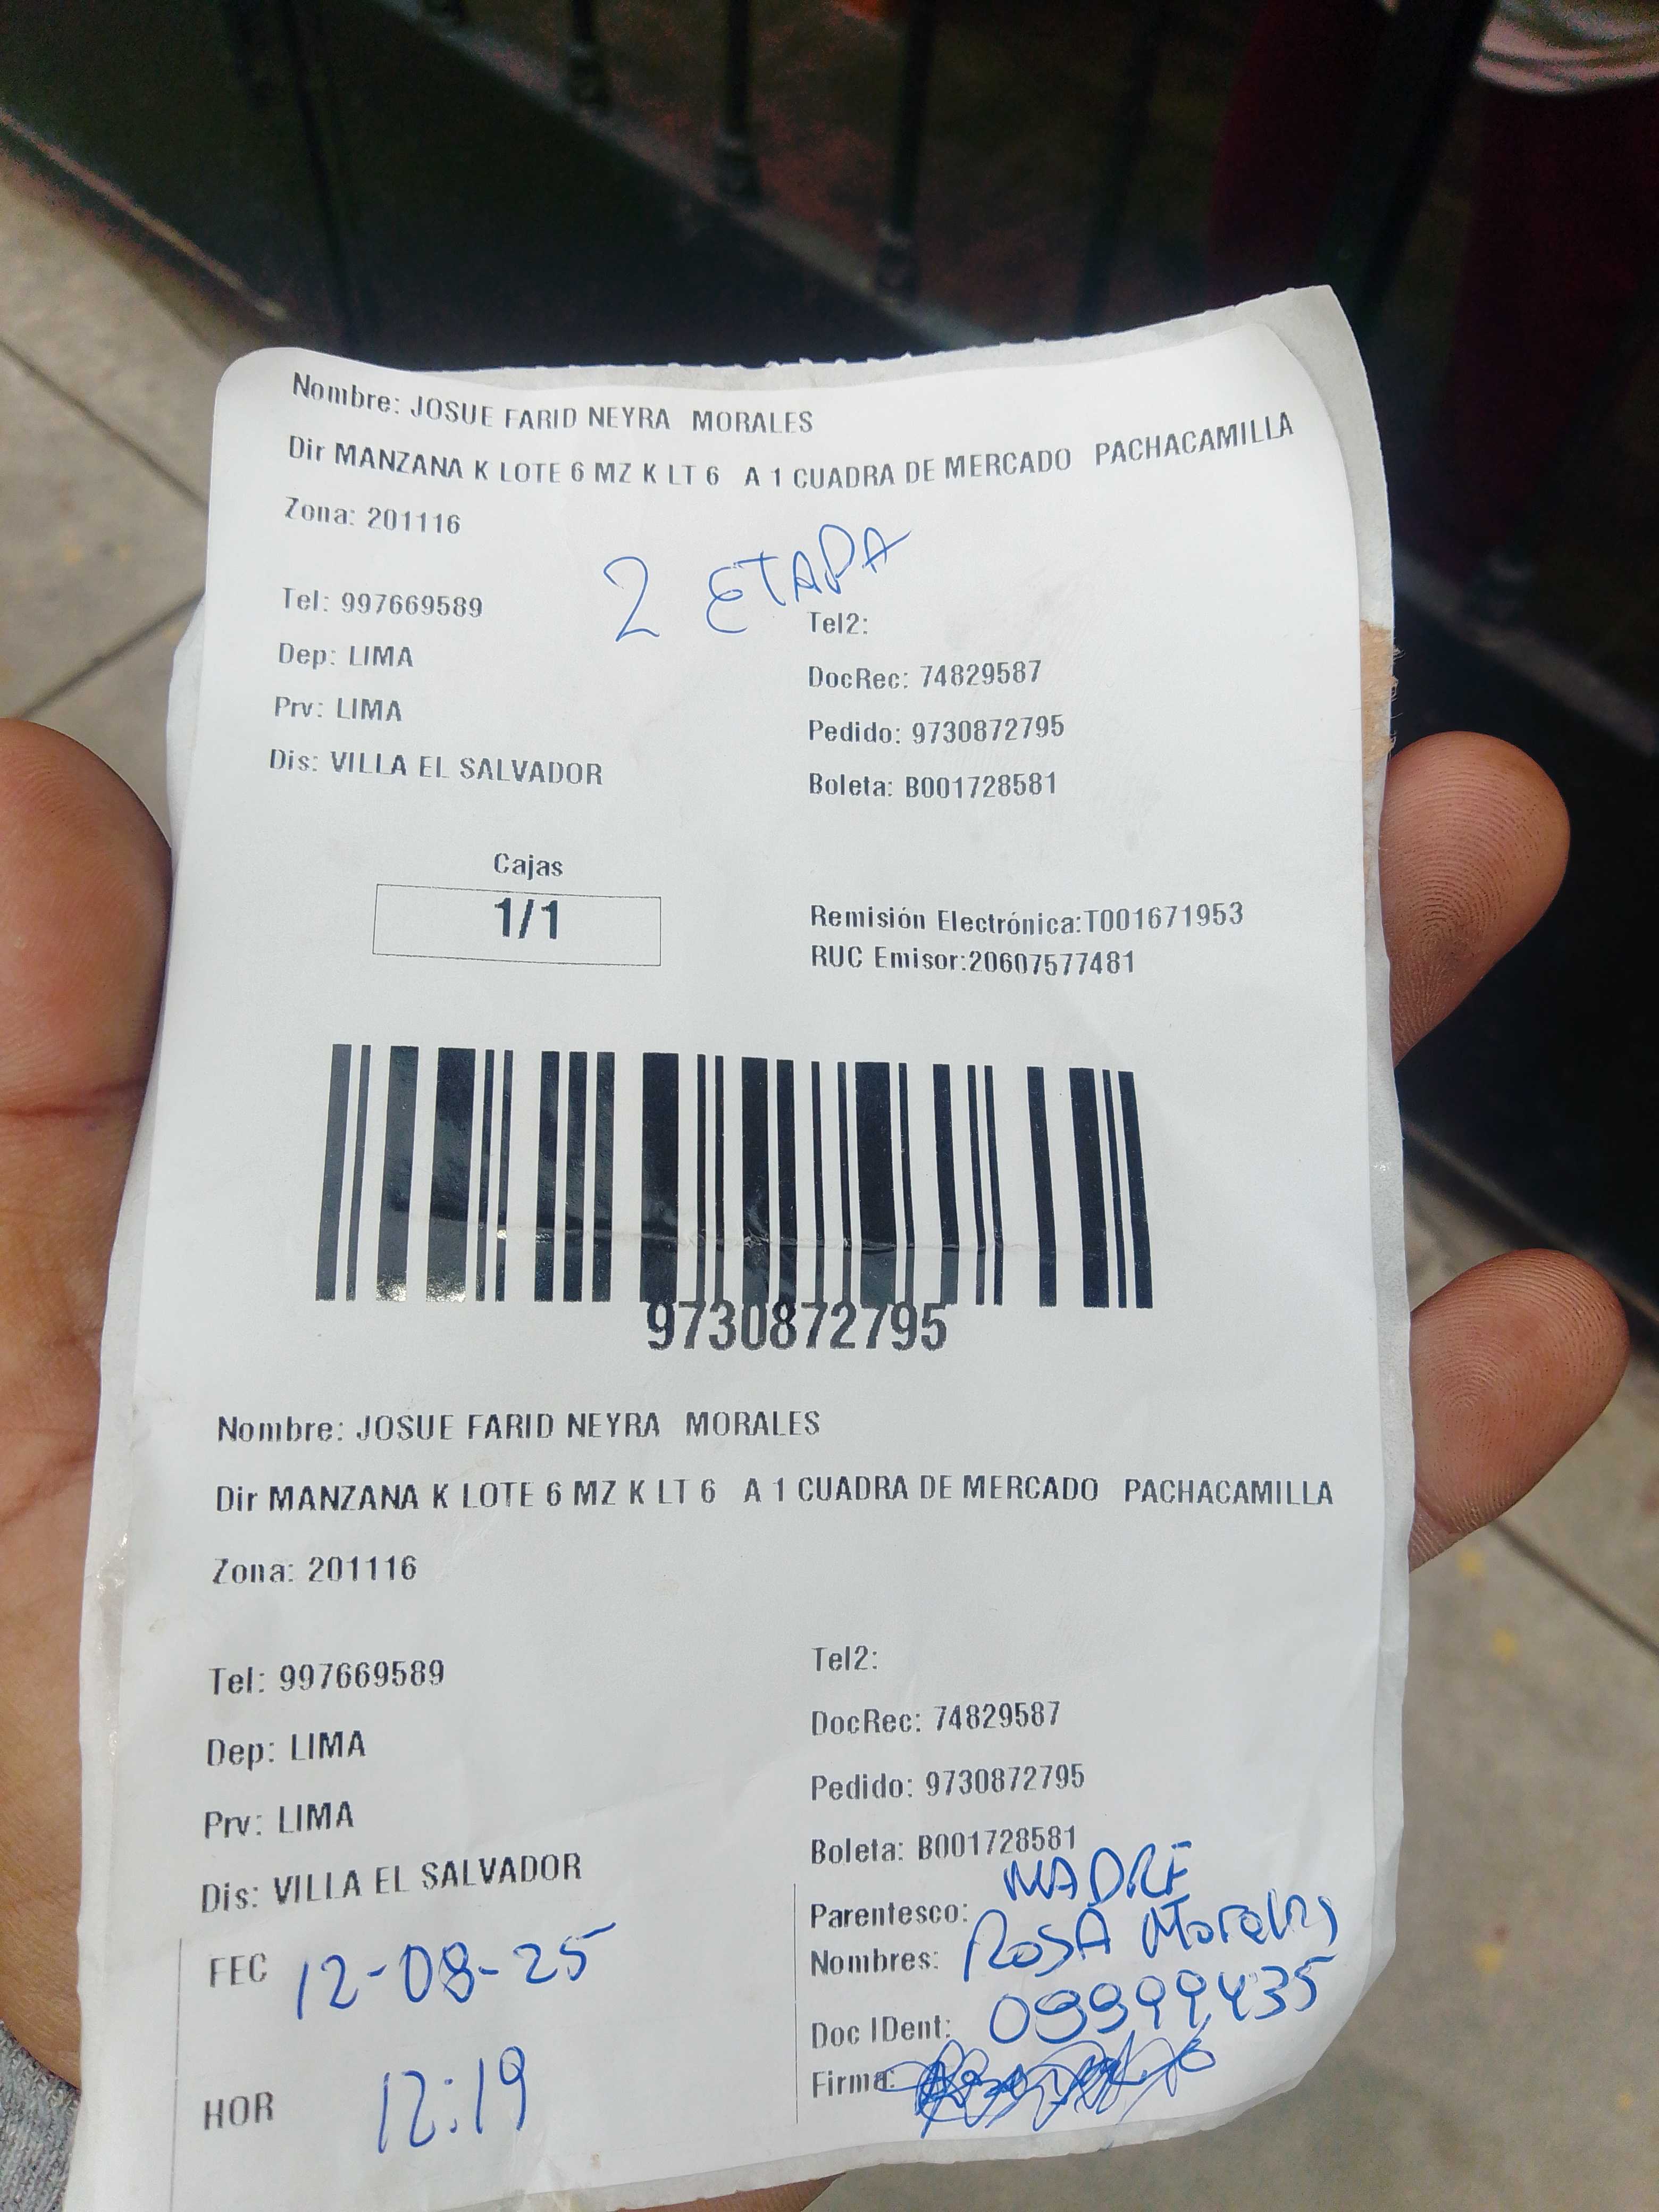 Nombre: JOSUE FARID NEYRA MORALES
Dir MANZANA K LOTE 6 MZ K LT 6 A 1 CUADRA DE MERCADO PACHACAMILLA
Zona: 201116
2 ETAPA
Tel: 997669589
Tel2:
Dep: LIMA
DocRec: 74829587
Prv: LIMA
Pedido: 9730872795
Dis: VILLA EL SALVADOR
Boleta: B001728581
Cajas
1/1
Remisión Electrónica:T001671953
RUC Emisor:20607577481
9730872795
Nombre: JOSUE FARID NEYRA MORALES
Dir MANZANA K LOTE 6 MZ K LT 6 A 1 CUADRA DE MERCADO PACHACAMILLA
Zona: 201116
Tel: 997669589
Tel2:
Dep: LIMA
DocRec: 74829587
Prv: LIMA
Pedido: 9730872795
Dis: VILLA EL SALVADOR
Boleta: B001728581
Parentesco: MADRE
FEC 12-08-25
Nombres: ROSA Morales
Doc IDent: 09999435
HOR 12:19
Firma: